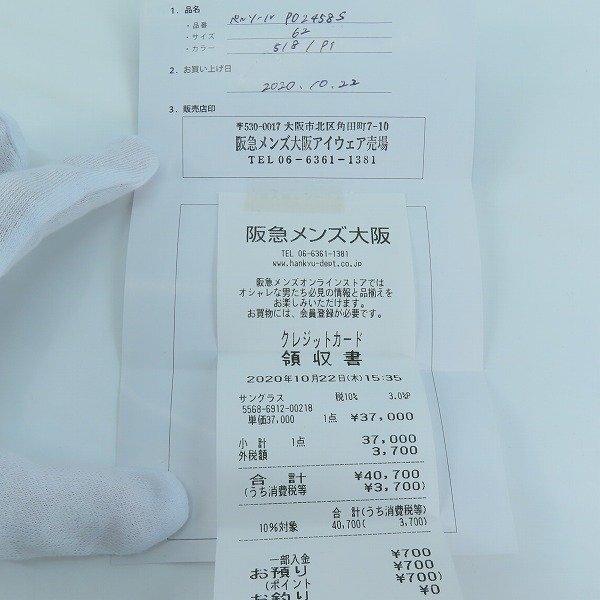 1. 品名
・品番 ペルソール PO2458S
・サイズ 62
・カラー 518/P1
2. お買い上げ日
2020.10.22
3. 販売店印
〒530-0017 大阪市北区角田町7-10
阪急メンズ大阪アイウェア売場
TEL 06-6361-1381
阪急メンズ大阪
TEL 06-6361-1381
www.hankyu-dept.co.jp
阪急メンズオンラインストアでは
オシャレな男たち必見の情報と品揃えを
お楽しみいただけます。
お買物には、会員登録が必要です。
クレジットカード
領収書
2020年10月22日(木)15:35
サングラス 税10% 3.0%P
5568-6912-00218
単価37,000 1点 ¥37,000
小計 1点 37,000
外税額 3,700
合計 ¥40,700
(うち消費税等 ¥3,700)
合計(うち消費税等)
10%対象 40,700( 3,700)
一部入金 ¥700
お預り ¥700
(ポイント ¥700)
お釣り ¥0